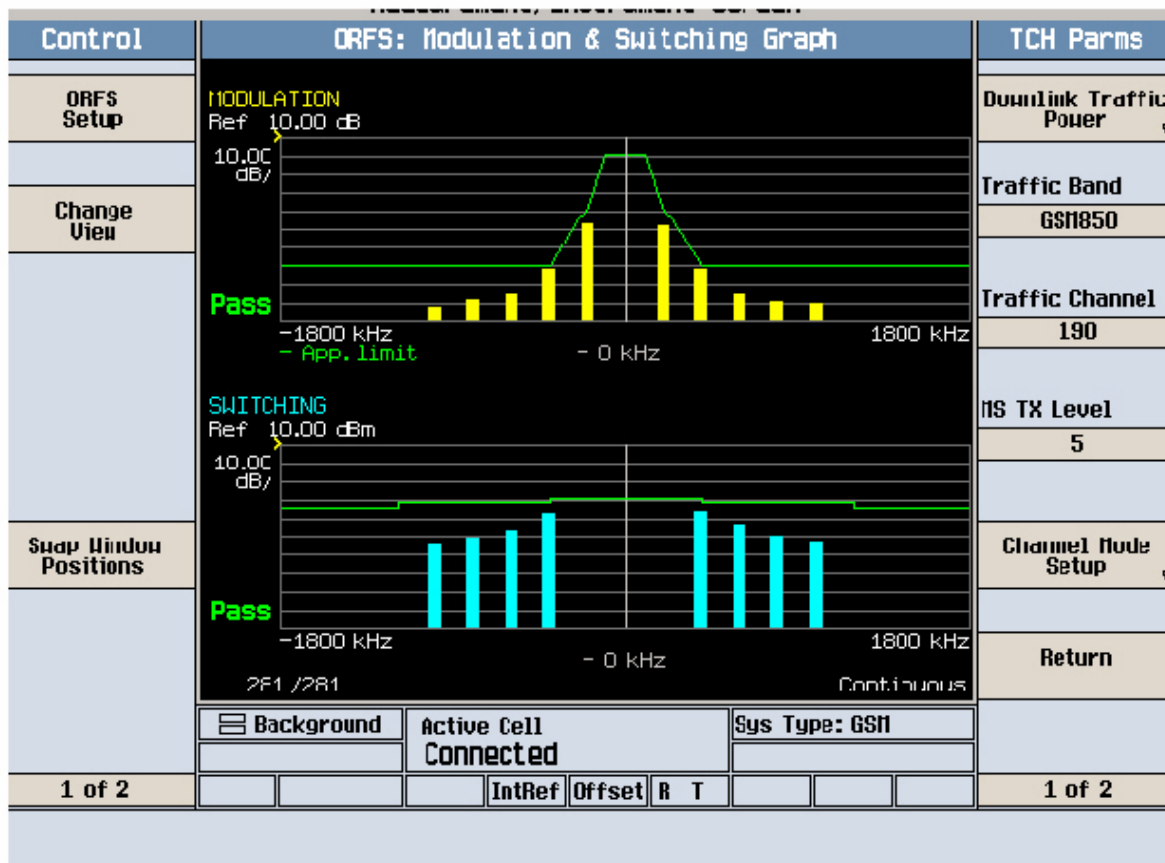 Control
ORFS: Modulation & Switching Graph
TCH Parms
ORFS
Setup
Change
View
Swap Window
Positions
1 of 2
MODULATION
Ref 10.00 dB
10.00
dB/
Pass
-1800 kHz
1800 kHz
- App.limit
- 0 kHz
SWITCHING
Ref 10.00 dBm
10.00
dB/
Pass
-1800 kHz
1800 kHz
- 0 kHz
281 /281
Continuous
Background
Active Cell
Connected
Sys Type: GSM
IntRef
Offset
R T
Downlink Traffic
Power
Traffic Band
GSM850
Traffic Channel
190
MS TX Level
5
Channel Mode
Setup
Return
1 of 2